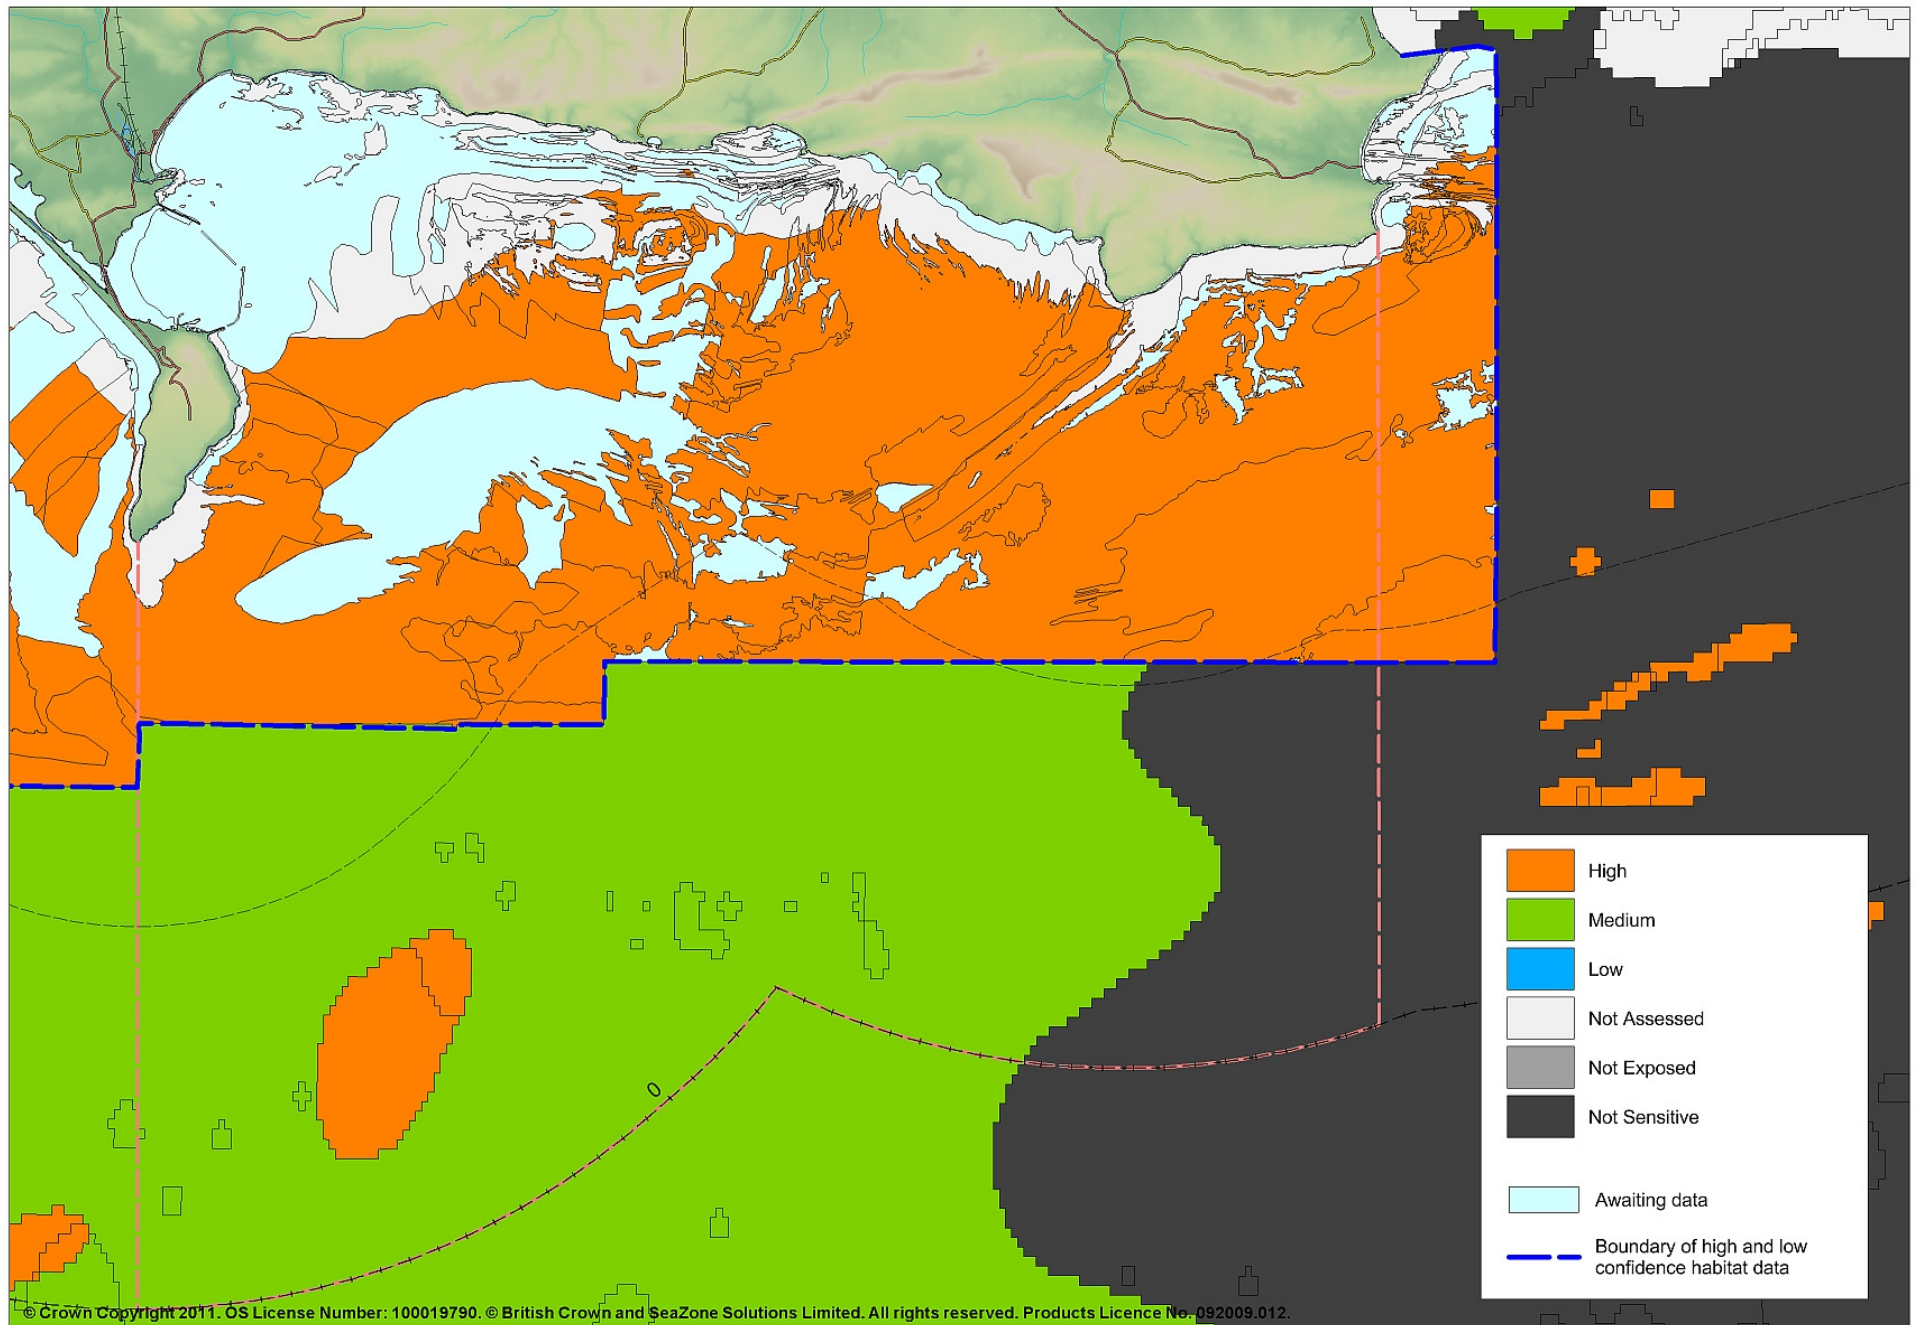 0
High
Medium
Low
Not Assessed
Not Exposed
Not Sensitive
Awaiting data
Boundary of high and low
confidence habitat data
© Crown Copyright 2011. OS License Number: 100019790. © British Crown and SeaZone Solutions Limited. All rights reserved. Products Licence No. 092009.012.